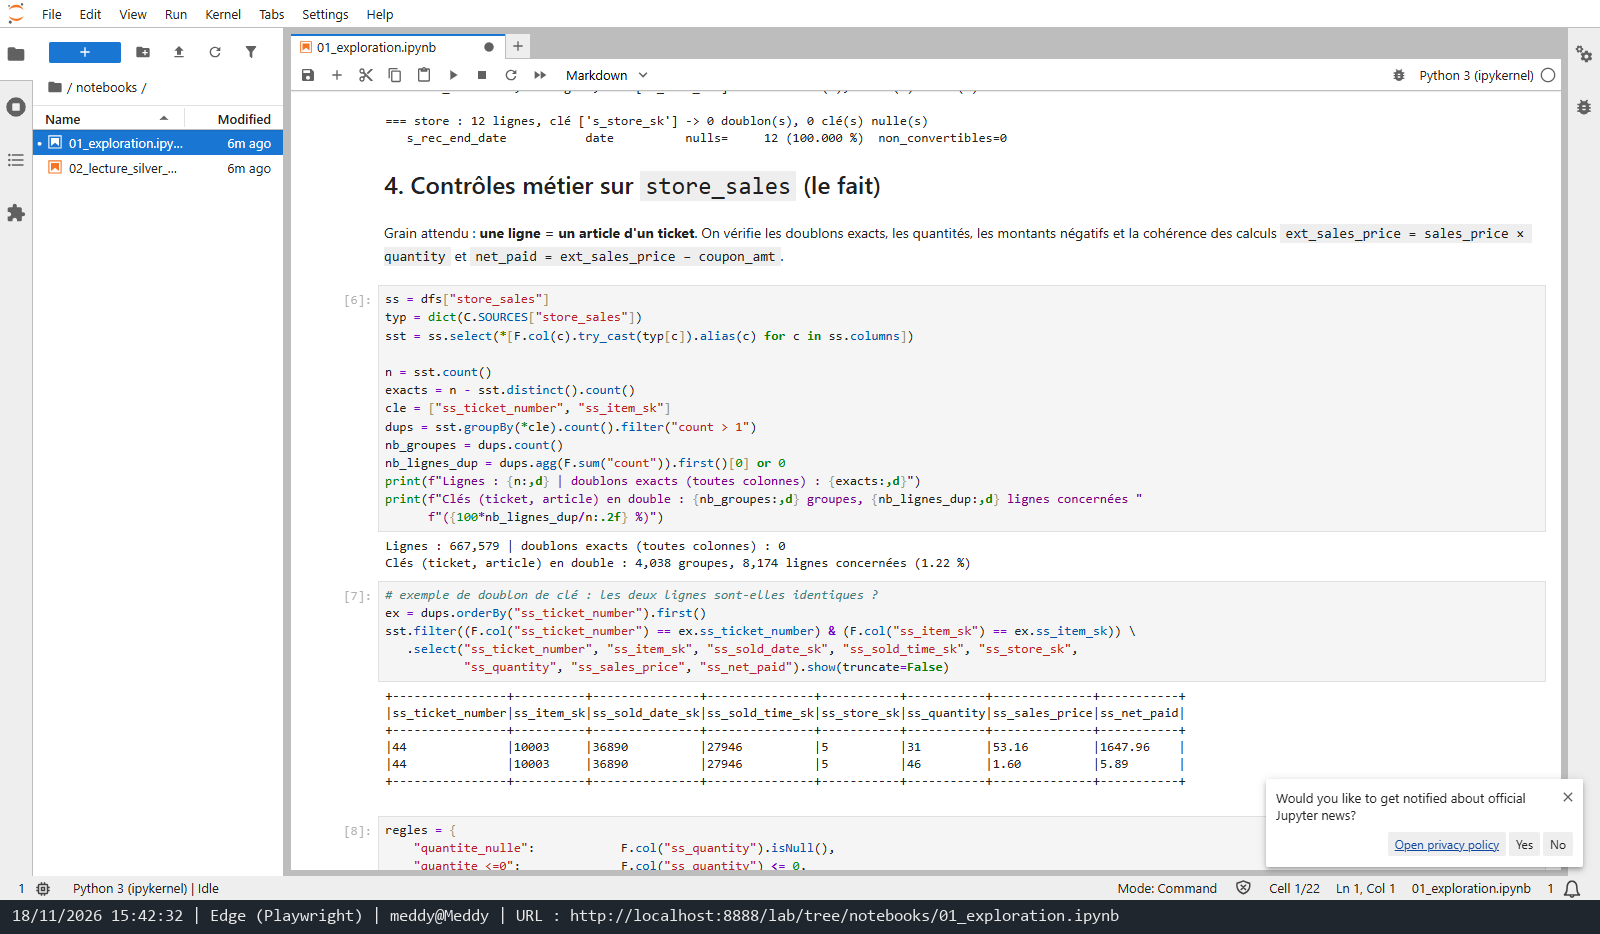 File Edit View Run Kernel Tabs Settings Help
+
/ notebooks /
Name Modified
01_exploration.ipy... 6m ago
02_lecture_silver_... 6m ago
01_exploration.ipynb
Markdown
Python 3 (ipykernel)
=== store : 12 lignes, clé ['s_store_sk'] -> 0 doublon(s), 0 clé(s) nulle(s)
s_rec_end_date date nulls= 12 (100.000 %) non_convertibles=0
4. Contrôles métier sur store_sales (le fait)
Grain attendu : une ligne = un article d'un ticket. On vérifie les doublons exacts, les quantités, les montants négatifs et la cohérence des calculs ext_sales_price = sales_price ×
quantity et net_paid = ext_sales_price − coupon_amt.
[6]: ss = dfs["store_sales"]
typ = dict(C.SOURCES["store_sales"])
sst = ss.select(*[F.col(c).try_cast(typ[c]).alias(c) for c in ss.columns])
n = sst.count()
exacts = n - sst.distinct().count()
cle = ["ss_ticket_number", "ss_item_sk"]
dups = sst.groupBy(*cle).count().filter("count > 1")
nb_groupes = dups.count()
nb_lignes_dup = dups.agg(F.sum("count")).first()[0] or 0
print(f"Lignes : {n:,d} | doublons exacts (toutes colonnes) : {exacts:,d}")
print(f"Clés (ticket, article) en double : {nb_groupes:,d} groupes, {nb_lignes_dup:,d} lignes concernées "
f"({100*nb_lignes_dup/n:.2f} %)")
Lignes : 667,579 | doublons exacts (toutes colonnes) : 0
Clés (ticket, article) en double : 4,038 groupes, 8,174 lignes concernées (1.22 %)
[7]: # exemple de doublon de clé : les deux lignes sont-elles identiques ?
ex = dups.orderBy("ss_ticket_number").first()
sst.filter((F.col("ss_ticket_number") == ex.ss_ticket_number) & (F.col("ss_item_sk") == ex.ss_item_sk)) \
.select("ss_ticket_number", "ss_item_sk", "ss_sold_date_sk", "ss_sold_time_sk", "ss_store_sk",
"ss_quantity", "ss_sales_price", "ss_net_paid").show(truncate=False)
+----------------+----------+---------------+---------------+-----------+-----------+--------------+-----------+
|ss_ticket_number|ss_item_sk|ss_sold_date_sk|ss_sold_time_sk|ss_store_sk|ss_quantity|ss_sales_price|ss_net_paid|
+----------------+----------+---------------+---------------+-----------+-----------+--------------+-----------+
|44 |10003 |36890 |27946 |5 |31 |53.16 |1647.96 |
|44 |10003 |36890 |27946 |5 |46 |1.60 |5.89 |
+----------------+----------+---------------+---------------+-----------+-----------+--------------+-----------+
[8]: regles = {
"quantite_nulle": F.col("ss_quantity").isNull(),
"quantite <=0": F.col("ss_quantity") <= 0,
Would you like to get notified about official
Jupyter news?
Open privacy policy Yes No
1 Python 3 (ipykernel) | Idle Mode: Command Cell 1/22 Ln 1, Col 1 01_exploration.ipynb 1
18/11/2026 15:42:32 | Edge (Playwright) | meddy@Meddy | URL : http://localhost:8888/lab/tree/notebooks/01_exploration.ipynb